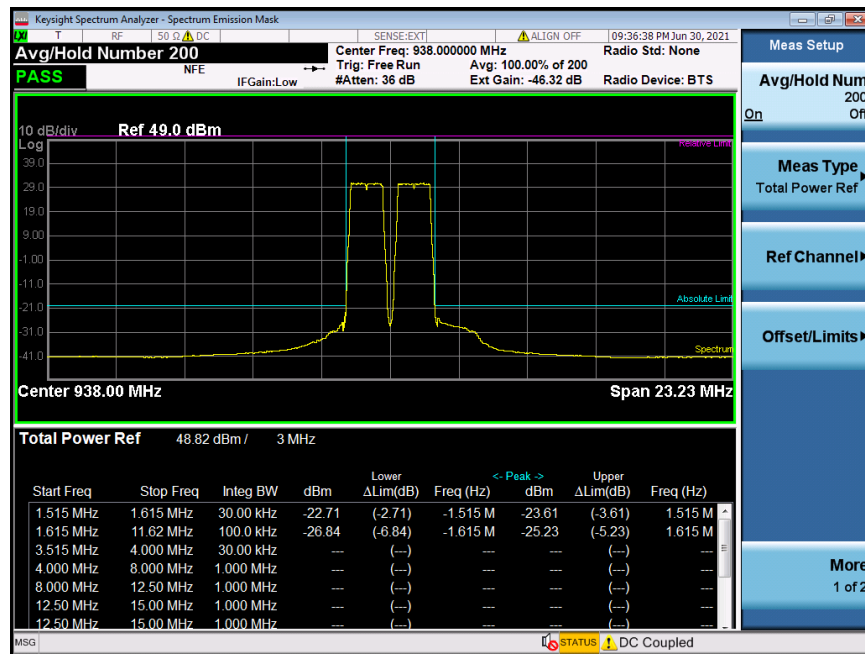 Keysight Spectrum Analyzer - Spectrum Emission Mask
LXI T RF 50 Ω DC SENSE:EXT ALIGN OFF 09:36:38 PM Jun 30, 2021
Avg/Hold Number 200
Center Freq: 938.000000 MHz
Radio Std: None
Trig: Free Run
Avg: 100.00% of 200
PASS
NFE
IFGain:Low
#Atten: 36 dB
Ext Gain: -46.32 dB
Radio Device: BTS
10 dB/div Ref 49.0 dBm
Log
Relative Limit
39.0
29.0
19.0
9.00
-1.00
-11.0
Absolute Limit
-21.0
-31.0
Spectrum
-41.0
Center 938.00 MHz Span 23.23 MHz
Total Power Ref 48.82 dBm / 3 MHz
Lower <- Peak -> Upper
Start Freq Stop Freq Integ BW dBm ΔLim(dB) Freq (Hz) dBm ΔLim(dB) Freq (Hz)
1.515 MHz 1.615 MHz 30.00 kHz -22.71 (-2.71) -1.515 M -23.61 (-3.61) 1.515 M
1.615 MHz 11.62 MHz 100.0 kHz -26.84 (-6.84) -1.615 M -25.23 (-5.23) 1.615 M
3.515 MHz 4.000 MHz 30.00 kHz --- (---) --- --- (---) ---
4.000 MHz 8.000 MHz 1.000 MHz --- (---) --- --- (---) ---
8.000 MHz 12.50 MHz 1.000 MHz --- (---) --- --- (---) ---
12.50 MHz 15.00 MHz 1.000 MHz --- (---) --- --- (---) ---
12.50 MHz 15.00 MHz 1.000 MHz --- (---) --- --- (---) ---
MSG STATUS DC Coupled
Meas Setup
Avg/Hold Num
200
On Off
Meas Type
Total Power Ref
Ref Channel
Offset/Limits
More
1 of 2